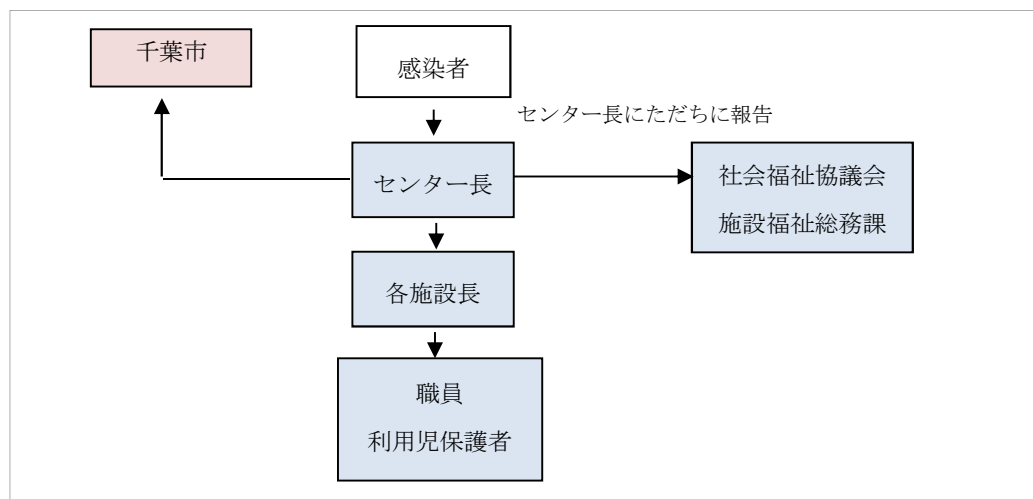 千葉市
感染者
センター長にただちに報告
センター長
社会福祉協議会
施設福祉総務課
各施設長
職員
利用児保護者